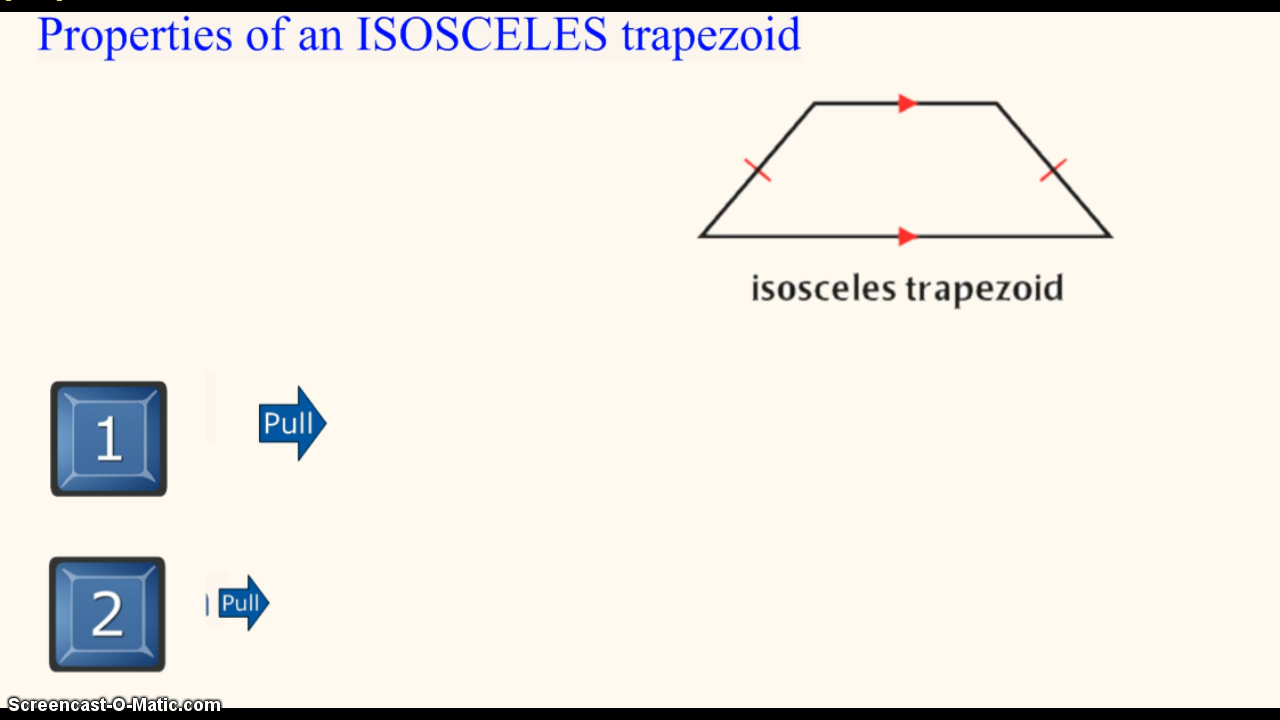 Properties of an ISOSCELES trapezoid
isosceles trapezoid
1
Pull
2
Pull
Screencast-O-Matic.com